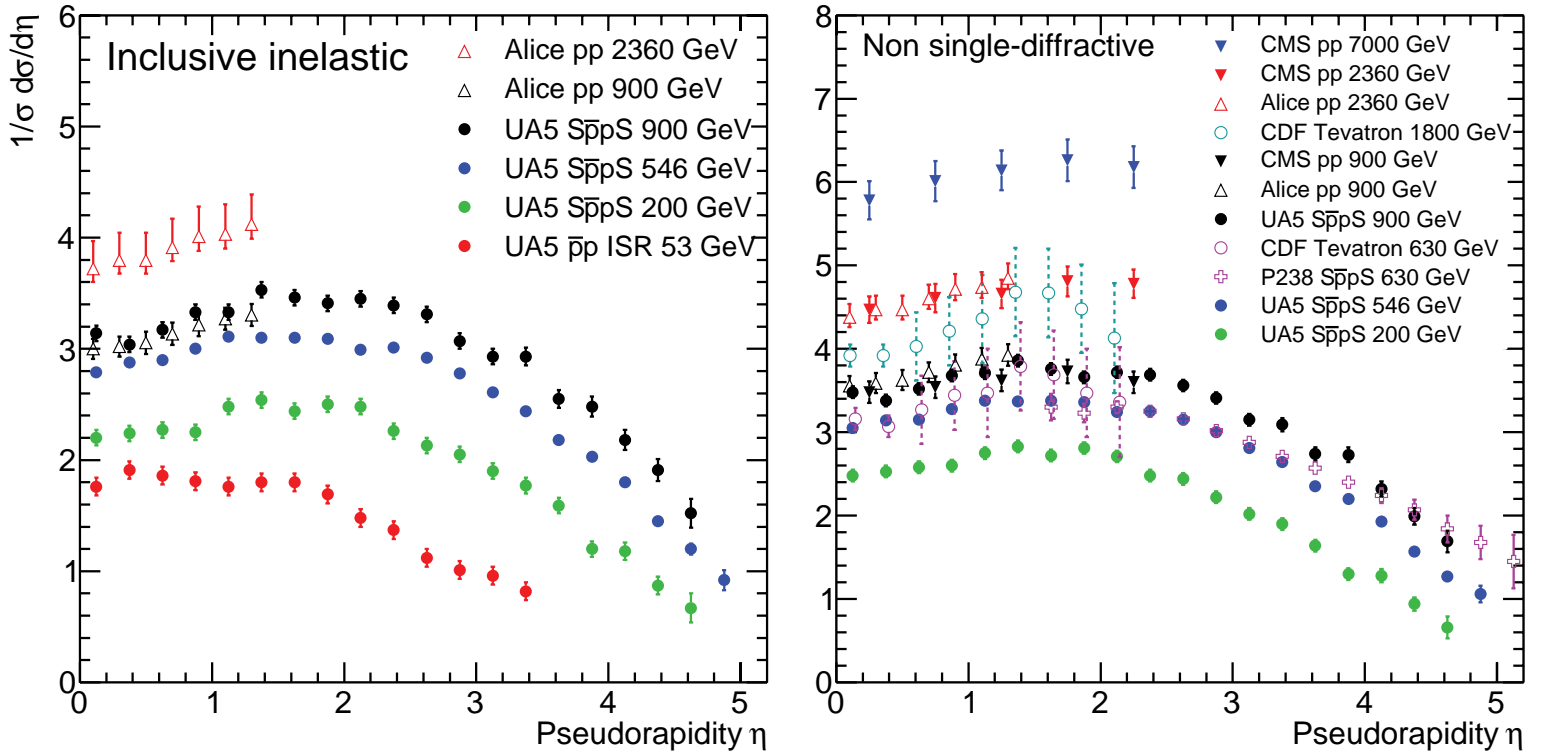 1/σ dσ/dη
6
5
4
3
2
1
0
Inclusive inelastic
Alice pp 2360 GeV
Alice pp 900 GeV
UA5 Sp̅pS 900 GeV
UA5 Sp̅pS 546 GeV
UA5 Sp̅pS 200 GeV
UA5 p̅p ISR 53 GeV
0 1 2 3 4 5
Pseudorapidity η
8
7
6
5
4
3
2
1
0
Non single-diffractive
CMS pp 7000 GeV
CMS pp 2360 GeV
Alice pp 2360 GeV
CDF Tevatron 1800 GeV
CMS pp 900 GeV
Alice pp 900 GeV
UA5 Sp̅pS 900 GeV
CDF Tevatron 630 GeV
P238 Sp̅pS 630 GeV
UA5 Sp̅pS 546 GeV
UA5 Sp̅pS 200 GeV
0 1 2 3 4 5
Pseudorapidity η